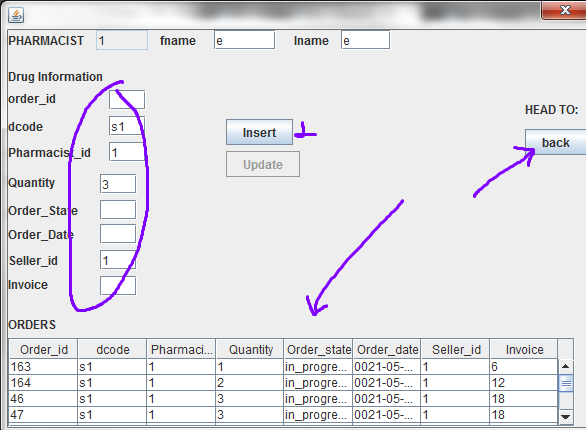 PHARMACIST 1 fname e lname e
Drug Information
order_id
HEAD TO:
dcode s1
Insert
back
Pharmacist_id 1
Update
Quantity 3
Order_State
Order_Date
Seller_id 1
Invoice
ORDERS
Order_id dcode Pharmaci... Quantity Order_state Order_date Seller_id Invoice
163 s1 1 1 in_progre... 0021-05-... 1 6
164 s1 1 2 in_progre... 0021-05-... 1 12
46 s1 1 3 in_progre... 0021-05-... 1 18
47 s1 1 3 in_progre... 0021-05-... 1 18